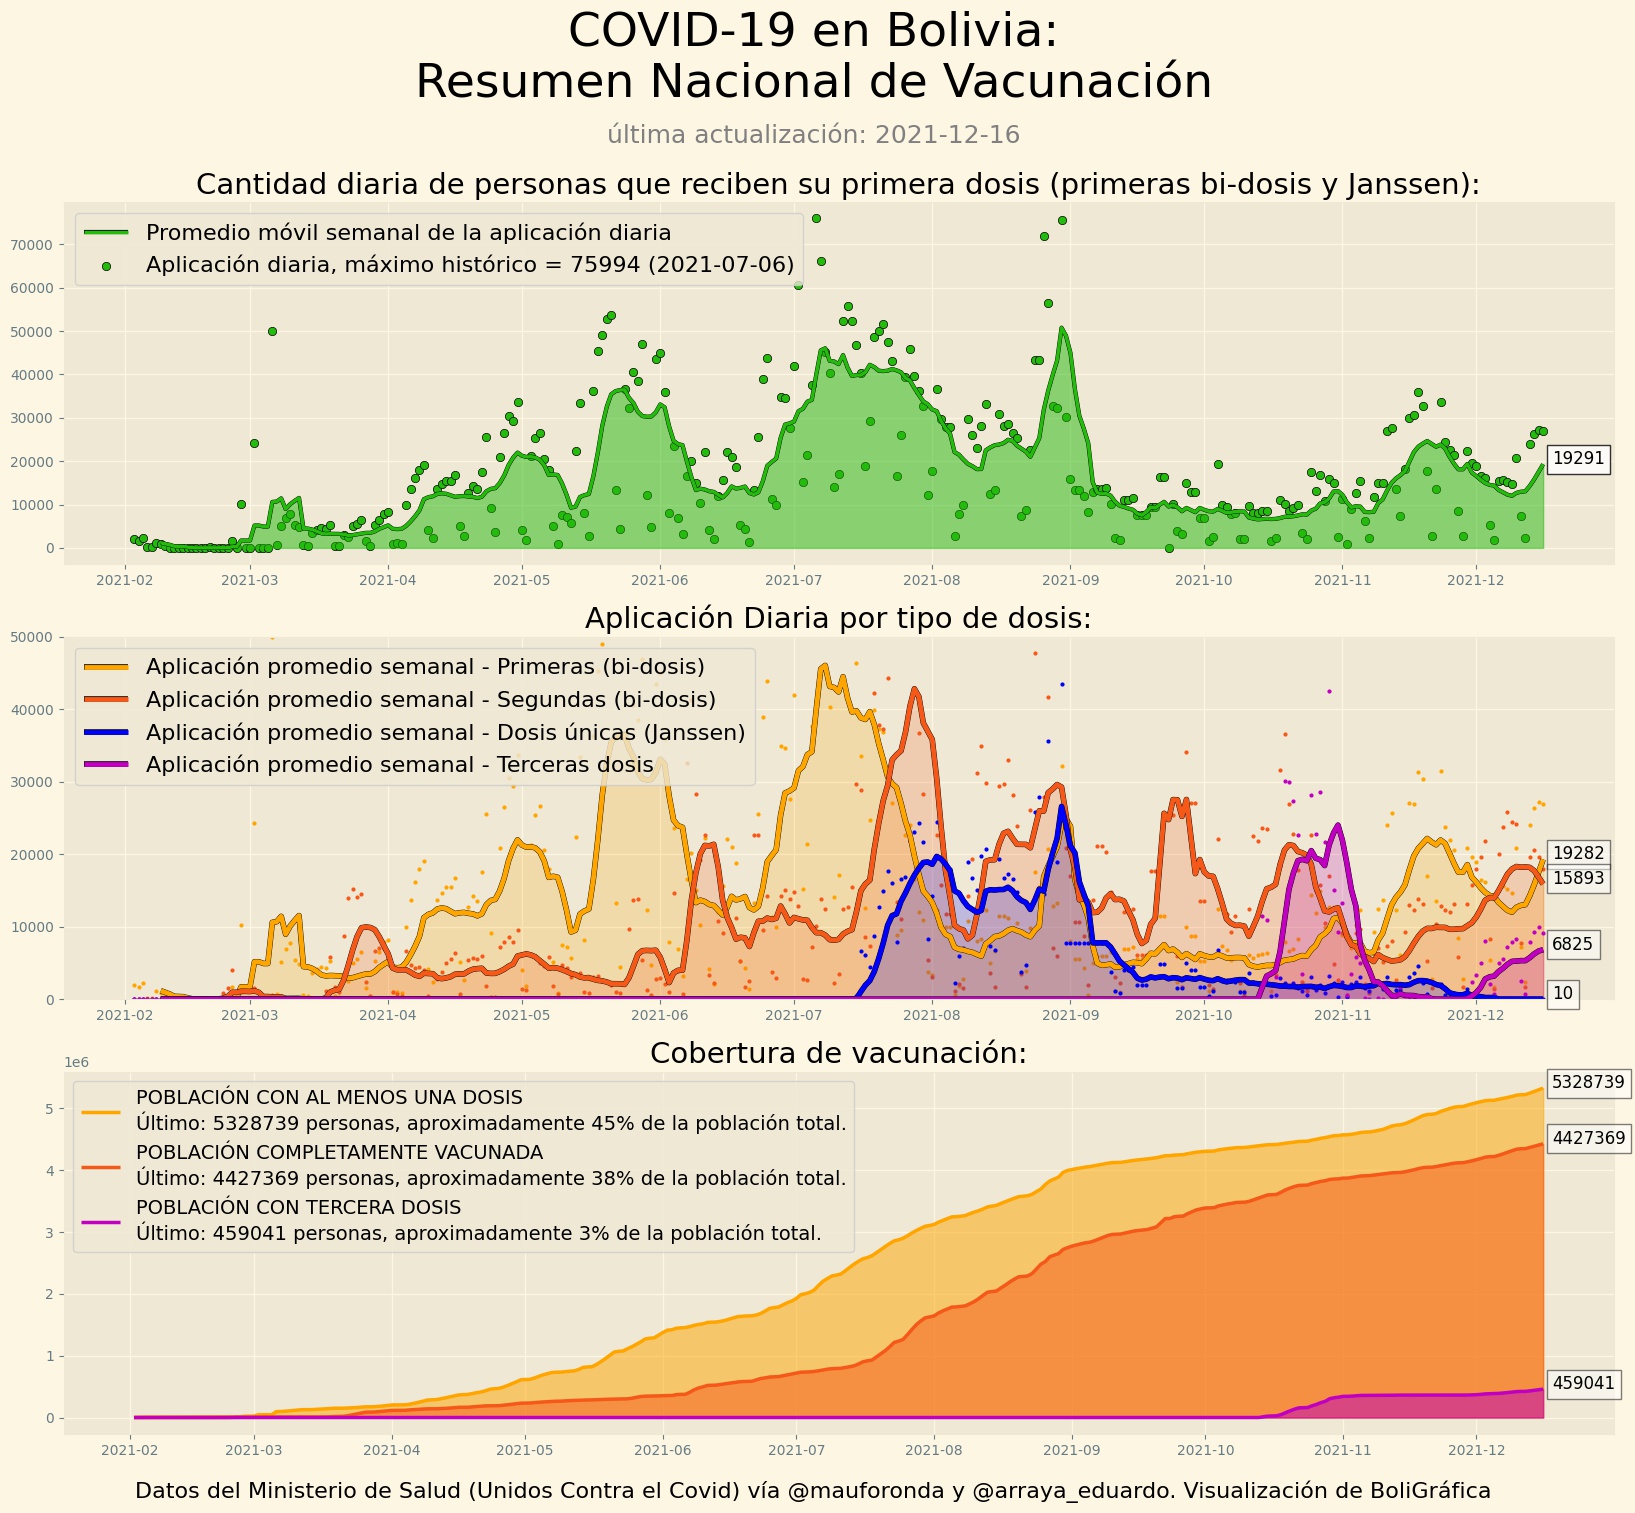 COVID-19 en Bolivia:
Resumen Nacional de Vacunación
última actualización: 2021-12-16
Cantidad diaria de personas que reciben su primera dosis (primeras bi-dosis y Janssen):
Promedio móvil semanal de la aplicación diaria
Aplicación diaria, máximo histórico = 75994 (2021-07-06)
70000
60000
50000
40000
30000
20000
10000
0
19291
2021-02 2021-03 2021-04 2021-05 2021-06 2021-07 2021-08 2021-09 2021-10 2021-11 2021-12
Aplicación Diaria por tipo de dosis:
Aplicación promedio semanal - Primeras (bi-dosis)
Aplicación promedio semanal - Segundas (bi-dosis)
Aplicación promedio semanal - Dosis únicas (Janssen)
Aplicación promedio semanal - Terceras dosis
50000
40000
30000
20000
10000
0
19282
15893
6825
10
2021-02 2021-03 2021-04 2021-05 2021-06 2021-07 2021-08 2021-09 2021-10 2021-11 2021-12
Cobertura de vacunación:
1e6
POBLACIÓN CON AL MENOS UNA DOSIS
Último: 5328739 personas, aproximadamente 45% de la población total.
POBLACIÓN COMPLETAMENTE VACUNADA
Último: 4427369 personas, aproximadamente 38% de la población total.
POBLACIÓN CON TERCERA DOSIS
Último: 459041 personas, aproximadamente 3% de la población total.
5
4
3
2
1
0
5328739
4427369
459041
2021-02 2021-03 2021-04 2021-05 2021-06 2021-07 2021-08 2021-09 2021-10 2021-11 2021-12
Datos del Ministerio de Salud (Unidos Contra el Covid) vía @mauforonda y @arraya_eduardo. Visualización de BoliGráfica